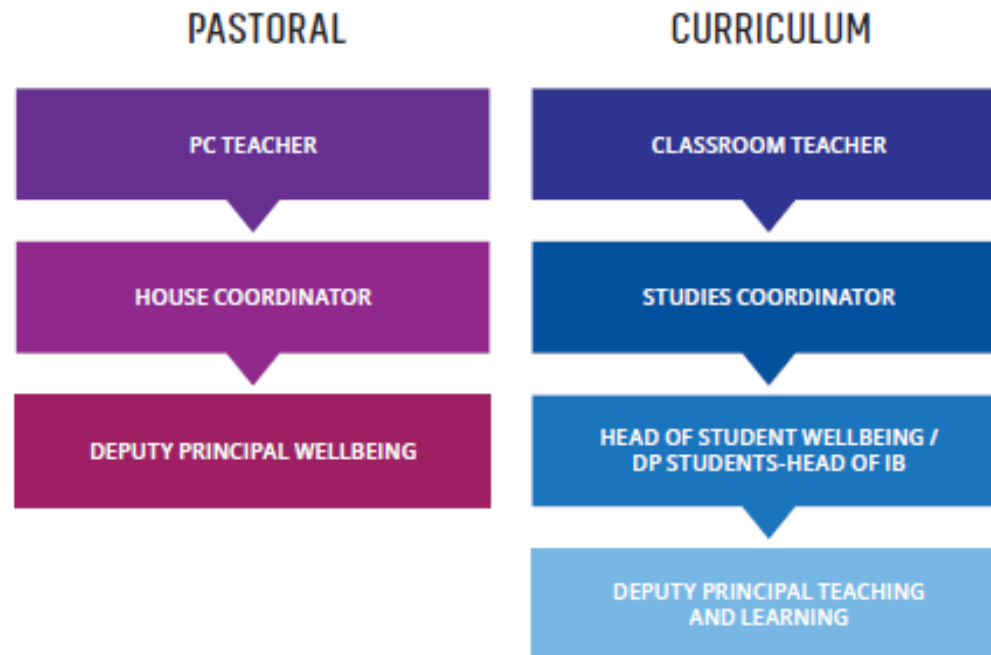 PASTORAL
PC TEACHER
HOUSE COORDINATOR
DEPUTY PRINCIPAL WELLBEING
CURRICULUM
CLASSROOM TEACHER
STUDIES COORDINATOR
HEAD OF STUDENT WELLBEING /
DP STUDENTS-HEAD OF IB
DEPUTY PRINCIPAL TEACHING
AND LEARNING